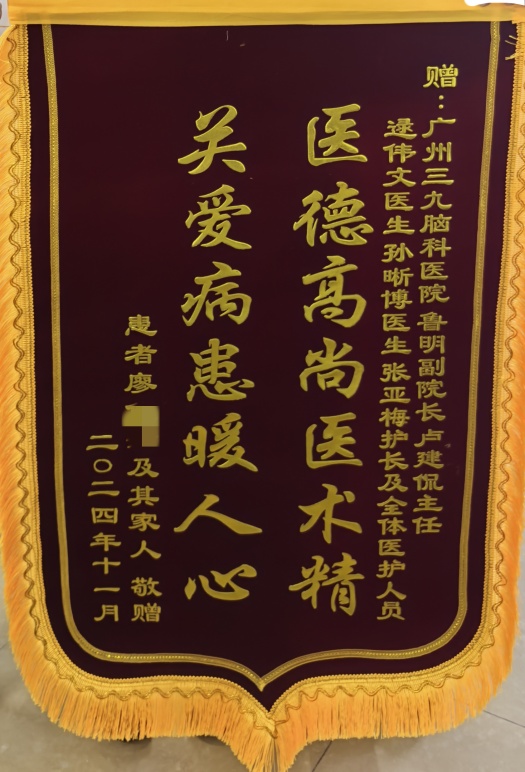 赠：广州三九脑科医院 鲁明副院长 卢建侃主任
逯伟文医生 孙晰博医生 张亚梅护长及全体医护人员
医德高尚医术精
关爱病患暖人心
患者廖 及其家人 敬赠
二〇二四年十一月